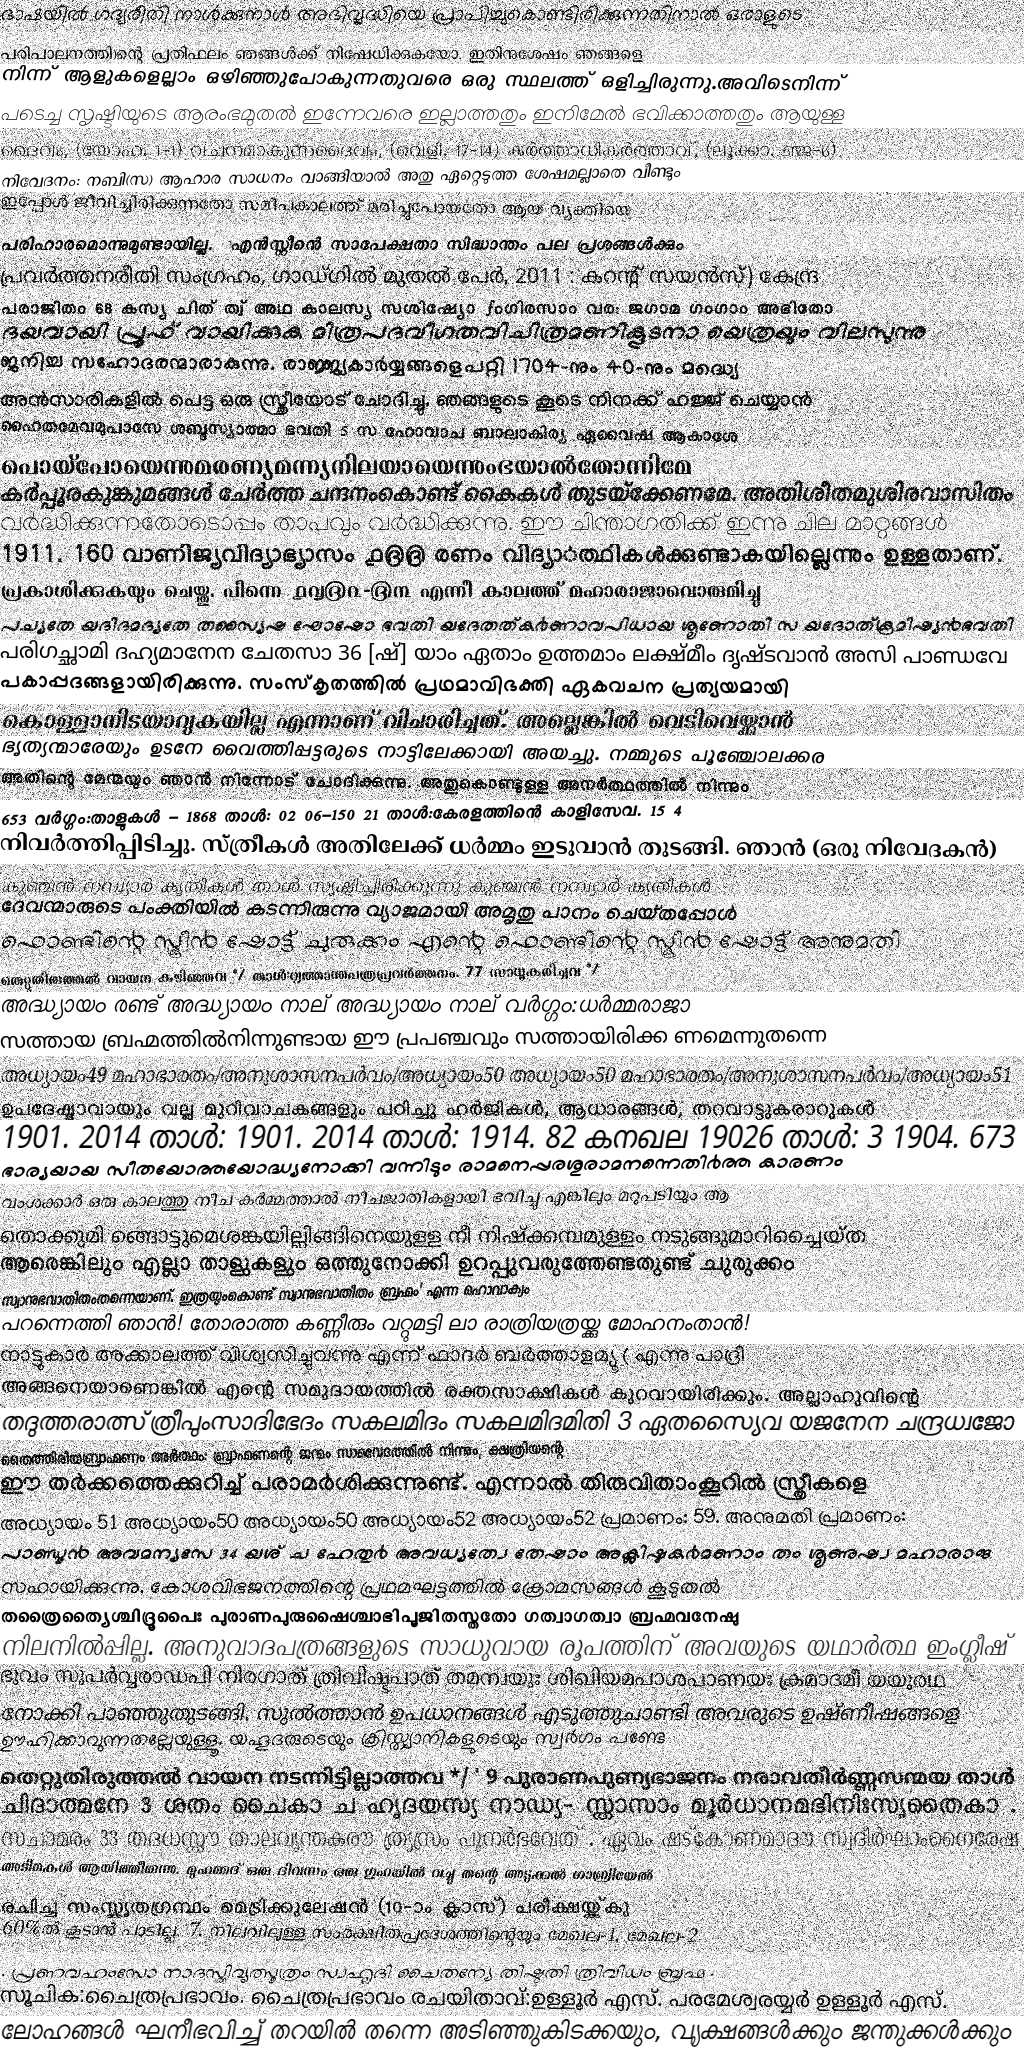 ഭാഷയിൽ ഗദ്യരീതി നാൾക്കുനാൾ അഭിവൃദ്ധിയെ പ്രാപിച്ചുകൊണ്ടിരിക്കുന്നതിനാൽ ഒരാളുടെ
പരിപാലനത്തിന്റെ പ്രതിഫലം ഞങ്ങൾക്ക് നിഷേധിക്കുകയോ. ഇതിനുശേഷം ഞങ്ങളെ
നിന്ന് ആളുകളെല്ലാം ഒഴിഞ്ഞുപോകുന്നതുവരെ ഒരു സ്ഥലത്ത് ഒളിച്ചിരുന്നു.അവിടെനിന്ന്
പടെച്ച സൃഷ്ടിയുടെ ആരംഭമുതൽ ഇന്നേവരെ ഇല്ലാത്തതും ഇനിമേൽ ഭവിക്കാത്തതും ആയുള്ള
ദൈവം, (യോഹ. 1-1) വചനമാകുന്നദൈവം, (വെളി. 17-14) കർത്താധികർത്താവ്, (ലൂക്കാ.
നിവേദനം: നബി(സ) ആഹാര സാധനം വാങ്ങിയാൽ അതു ഏറ്റെടുത്ത ശേഷമല്ലാതെ വീണ്ടും
ഇപ്പോൾ ജീവിച്ചിരിക്കുന്നതോ സമീപകാലത്ത് മരിച്ചുപോയതോ ആയ വ്യക്തിയെ
പരിഹാരമൊന്നുമുണ്ടായില്ല. 'എൻസ്റ്റീൻ സാപേക്ഷതാ സിദ്ധാന്തം പല പ്രശ്നങ്ങൾക്കും
പ്രവർത്തനരീതി സംഗ്രഹം, ഗാഡ്ഗിൽ മുതൽ പേർ, 2011 : കറന്റ് സയൻസ്) കേന്ദ്ര
പരാജിതം 68 കസ്യ ചിത് ത്വ് അഥ കാലസ്യ സശിഷ്യോ ƒംഗിരസാം വരഃ ജഗാമ ഗംഗാം അഭിതോ
ദയവായി പ്രൂഫ് വായിക്കുക മിത്രപദവിഗതവിചിത്രമണികൂടനാ യെത്രയും വിലസുന്നു
ജനിച്ച സഹോദരന്മാരാകുന്നു. രാജ്യകാർയ്യങ്ങളെപറ്റി 1704-നും 40-നും മദ്ധ്യെ
അൻസാരികളിൽ പെട്ട ഒരു സ്ത്രീയോട് ചോദിച്ചു. ഞങ്ങളുടെ കൂടെ നിനക്ക് ഹജ്ജ് ചെയ്യാൻ
ഹൈതമേവമുപാസേ ശബൂസ്യാത്മാ ഭവതി 5 സ ഹോവാച ബാലാകിര്യ ഏവൈഷ ആകാശേ
പൊയ്പോയെന്നുമരണ്യമന്ന്യനിലയായെന്നുംഭയാൽതോന്നിമേ
കർപ്പൂരകുങ്കുമങ്ങൾ ചേർത്ത ചന്ദനംകൊണ്ട് കൈകൾ തുടയ്ക്കേണമേ. അതിശീതമുശിരവാസിതം
വർദ്ധിക്കുന്നതോടൊപ്പം താപവും വർദ്ധിക്കുന്നു. ഈ ചിന്താഗതിക്ക് ഇന്നു ചില മാറ്റങ്ങൾ
1911. 160 വാണിജ്യവിദ്യാഭ്യാസം ൧൫൫ രണം വിദ്യാർത്ഥികൾക്കുണ്ടാകയില്ലെന്നും ഉള്ളതാണ്.
പ്രകാശിക്കുകയും ചെയ്തു. പിന്നെ ൧൮൫൨-൫൩ എന്നീ കാലത്ത് മഹാരാജാവൊരുമിച്ചു
പച്യതേ യദിദമദ്യതേ തസ്യൈഷ ഘോഷോ ഭവതി യദേതത്കർണാവപിധായ ശൃണോതി സ യദോത്ക്രമിഷ്യൻഭവതി
പരിഗച്ഛാമി ദഹ്യമാനേന ചേതസാ 36 [ഷ്] യാം ഏതാം ഉത്തമാം ലക്ഷ്മീം ദൃഷ്ടവാൻ അസി പാണ്ഡവേ
പകാപ്പദങ്ങളായിരിക്കുന്നു. സംസ്കൃതത്തിൽ പ്രഥമാവിഭക്തി ഏകവചന പ്രത്യയമായി
കൊള്ളാനിടയാവുകയില്ല എന്നാണ് വിചാരിച്ചത്. അല്ലെങ്കിൽ വെടിവെയ്ക്കാൻ
ഭൃത്യന്മാരേയും ഉടനേ വൈത്തിപ്പട്ടരുടെ നാട്ടിലേക്കായി അയച്ചു. നമ്മുടെ പൂഞ്ചോലക്കര
അതിന്റെ മേന്മയും ഞാൻ നിന്നോട് ചോദിക്കുന്നു. അതുകൊണ്ടുള്ള അനർത്ഥത്തിൽ നിന്നും
653 വർഗ്ഗം:താളുകൾ – 1868 താൾ: 02 06–150 21 താൾ:കേരളത്തിൻ കാളിസേവ. 15 4
നിവർത്തിപ്പിടിച്ചു. സ്ത്രീകൾ അതിലേക്ക് ധർമ്മം ഇടുവാൻ തുടങ്ങി. ഞാൻ (ഒരു നിവേദകൻ)
കുഞ്ചൻ നമ്പ്യാർ കൃതികൾ താൾ സൃഷ്ടിച്ചിരിക്കുന്നു കുഞ്ചൻ നമ്പ്യാർ കൃതികൾ
ദേവന്മാരുടെ പംക്തിയിൽ കടന്നിരുന്നു വ്യാജമായി അമൃതു പാനം ചെയ്തപ്പോൾ
ഫൊണ്ടിന്റെ സ്ക്രീൻ ഷോട്ട് ചുരുക്കം എന്റെ ഫൊണ്ടിന്റെ സ്ക്രീൻ ഷോട്ട് അനുമതി
തെറ്റുതിരുത്തൽ വായന കഴിഞ്ഞവ */ താൾ:വൃത്താന്തപത്രപ്രവർത്തനം. 77 സാധൂകരിച്ചവ */
അദ്ധ്യായം രണ്ട് അദ്ധ്യായം നാല് അദ്ധ്യായം നാല് വർഗ്ഗം:ധർമ്മരാജാ
സത്തായ ബ്രഹ്മത്തിൽനിന്നുണ്ടായ ഈ പ്രപഞ്ചവും സത്തായിരിക്ക ണമെന്നുതന്നെ
അധ്യായം49 മഹാഭാരതം/അനുശാസനപർവം/അധ്യായം50 അധ്യായം50 മഹാഭാരതം/അനുശാസനപർവം/അധ്യായം51
ഉപദേഷ്ടാവായും വല്ല മുറീവാചകങ്ങളും പഠിച്ചു ഹർജികൾ, ആധാരങ്ങൾ, തറവാട്ടുകരാറുകൾ
1901. 2014 താൾ: 1901. 2014 താൾ: 1914. 82 കനഖല 19026 താൾ: 3 1904. 673
ഭാര്യയായ സീതയോത്തയോദ്ധ്യനോക്കി വന്നിടും രാമനെപ്പരശുരാമനന്നെതിർത്ത കാരണം
വംശക്കാർ ഒരു കാലത്തു നീച കർമ്മത്താൽ നീചജാതികളായി ഭവിച്ചു എങ്കിലും മറുപടിയും ആ
തൊക്കുമി ങ്ങൊട്ടുമെശങ്കയില്ലിങ്ങിനെയുള്ള നീ നിഷ്ക്കമ്പമുള്ളം നടുങ്ങുമാറിച്ചൈയ്ത
ആരെങ്കിലും എല്ലാ താളുകളും ഒത്തുനോക്കി ഉറപ്പുവരുത്തേണ്ടതുണ്ട് ചുരുക്കം
സ്വാനുഭവാതിതംതന്നെയാണ്. ഇത്രയുംകൊണ്ട് സ്വാനുഭവാതീതം ബ്രഹ്മം' എന്ന മഹാവാക്യം
പറന്നെത്തി ഞാൻ! തോരാത്ത കണ്ണീരും വറ്റുമട്ടി ലാ രാത്രിയത്രയ്ക്കു മോഹനംതാൻ!
നാട്ടുകാർ അക്കാലത്ത് വിശ്വസിച്ചുവന്നു എന്ന് ഫാദർ ബർത്താളമ്യു ( എന്നു പാദ്രി
അങ്ങനെയാണെങ്കിൽ എന്റെ സമുദായത്തിൽ രക്തസാക്ഷികൾ കുറവായിരിക്കും. അല്ലാഹുവിന്റെ
തദുത്തരാത്സ് ത്രീപുംസാദിഭേദം സകലമിദം സകലമിദമിതി 3 ഏതസ്യൈവ യജനേന ചന്ദ്രധ്വജോ
തൈത്തിരിയബ്രാഹ്മണം അർത്ഥം: ബ്രാഹ്മണന്റെ ജന്മം സാമവേദത്തിൽ നിന്നും, ക്ഷത്രിയന്റെ
ഈ തർക്കത്തെക്കുറിച്ച് പരാമർശിക്കുന്നുണ്ട്. എന്നാൽ തിരുവിതാംകൂറിൽ സ്ത്രീകളെ
അധ്യായം 51 അധ്യായം50 അധ്യായം50 അധ്യായം52 അധ്യായം52 പ്രമാണം: 59. അനുമതി പ്രമാണം:
പാണ്ഡ്യൻ അവമന്യസേ 34 യശ് ച ഹേതുർ അവധ്യത്വേ തേഷാം അക്ലിഷ്ടകർമണാം തം ശൃണുഷ്വ മഹാരാജ
സഹായിക്കുന്നു. കോശവിഭജനത്തിന്റെ പ്രഥമഘട്ടത്തിൽ ക്രോമസങ്ങൾ കൂടുതൽ
തത്രൈതത്യൈശ്ചിദ്രൂപൈഃ പുരാണപുരുഷൈശ്ചാഭിപൂജിതസ്തതോ ഗത്വാഗത്വാ ബ്രഹ്മവനേഷു
നിലനിൽപ്പില്ല. അനുവാദപത്രങ്ങളുടെ സാധുവായ രൂപത്തിന് അവയുടെ യഥാർത്ഥ ഇംഗ്ലീഷ്
ഭുവം സുപർവ്വരാഡപി നിരഗാത് ത്രിവിഷ്ടപാത് തമന്വയുഃ ശിഖിയമപാശപാണയഃ ക്രമാദമീ യയുരഥ
നോക്കി പാഞ്ഞുതുടങ്ങി, സുൽത്താൻ ഉപധാനങ്ങൾ എടുത്തുചാണ്ടി അവരുടെ ഉഷ്ണീഷങ്ങളെ
ഊഹിക്കാവുന്നതല്ലേയുള്ളൂ. യഹൂദരുടെയും ക്രിസ്ത്യാനികളുടെയും സ്വർഗം പണ്ടേ
തെറ്റുതിരുത്തൽ വായന നടന്നിട്ടില്ലാത്തവ */ ' 9 പുരാണപുണ്യഭാജനം നരാവതീർണ്ണസന്മയ താൾ
ചിദാത്മനേ 3 ശതം ചൈകാ ച ഹൃദയസ്യ നാഡ്യ- സ്താസാം മൂർധാനമഭിനിഃസൃതൈകാ .
സചാമരം 33 തദധസ്തൗ താലവൃന്തകരൗ ത്ര്യസ്രം പുനർഭവേത് . ഏവം ഷട്കോണമാദൗ
അടിമകൾ ആയിത്തീരുന്നു. മുഹമ്മദ് ഒരു ദിവസം ഒരു ഗുഹയിൽ വച്ചു തന്റെ അടുക്കൽ ഗാബ്രിയേൽ
രചിച്ച സംസ്കൃതഗ്രന്ഥം മെട്രിക്കുലേഷൻ (10-ാം ക്ലാസ്) പരീക്ഷയ്ക്ക്കു
60%ൽ കൂടാൻ പാടില്ല. 7. നിലവിലുള്ള സംരക്ഷിതപ്രദേശത്തിന്റെയും മേഖല-1, മേഖല-2
. പ്രണവഹംസോ നാദസ്ത്രിവൃത്സൂത്രം സ്വഹൃദി ചൈതന്യേ തിഷ്ഠതി ത്രിവിധം ബ്രഹ്മ .
സൂചിക:ചൈത്രപ്രഭാവം. ചൈത്രപ്രഭാവം രചയിതാവ്:ഉള്ളൂർ എസ്. പരമേശ്വരയ്യർ ഉള്ളൂർ എസ്.
ലോഹങ്ങൾ ഘനീഭവിച്ച് തറയിൽ തന്നെ അടിഞ്ഞുകിടക്കയും, വൃക്ഷങ്ങൾക്കും ജന്തുക്കൾക്കും